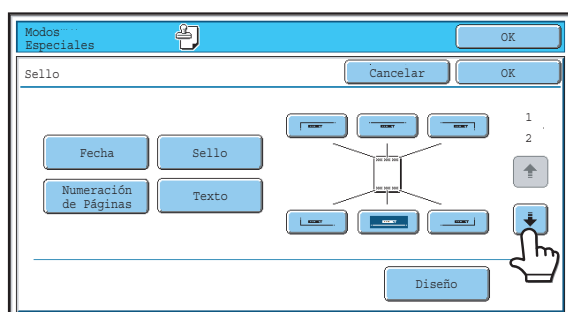 Modos
Especiales
OK
Sello
Cancelar
OK
Fecha
Sello
Numeración
de Páginas
Texto
1
2
Diseño